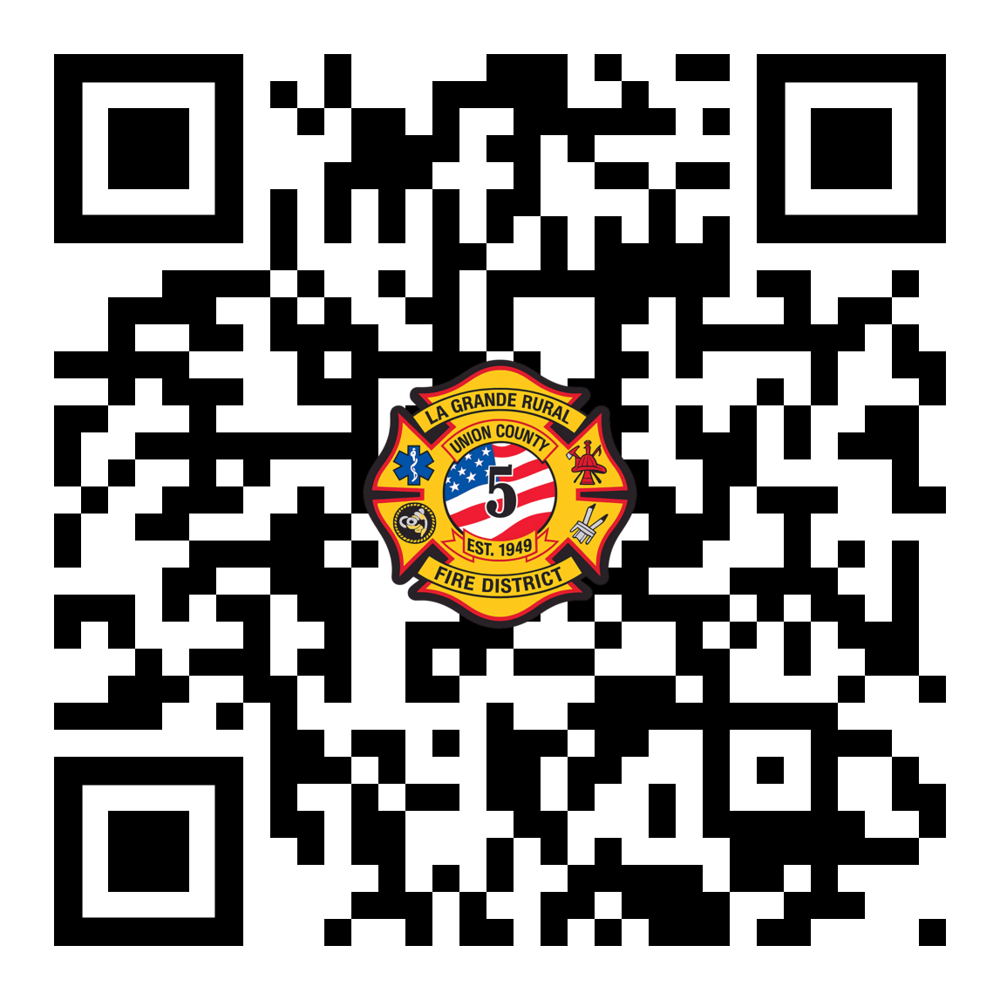 LA GRANDE RURAL
UNION COUNTY
5
EST. 1949
FIRE DISTRICT